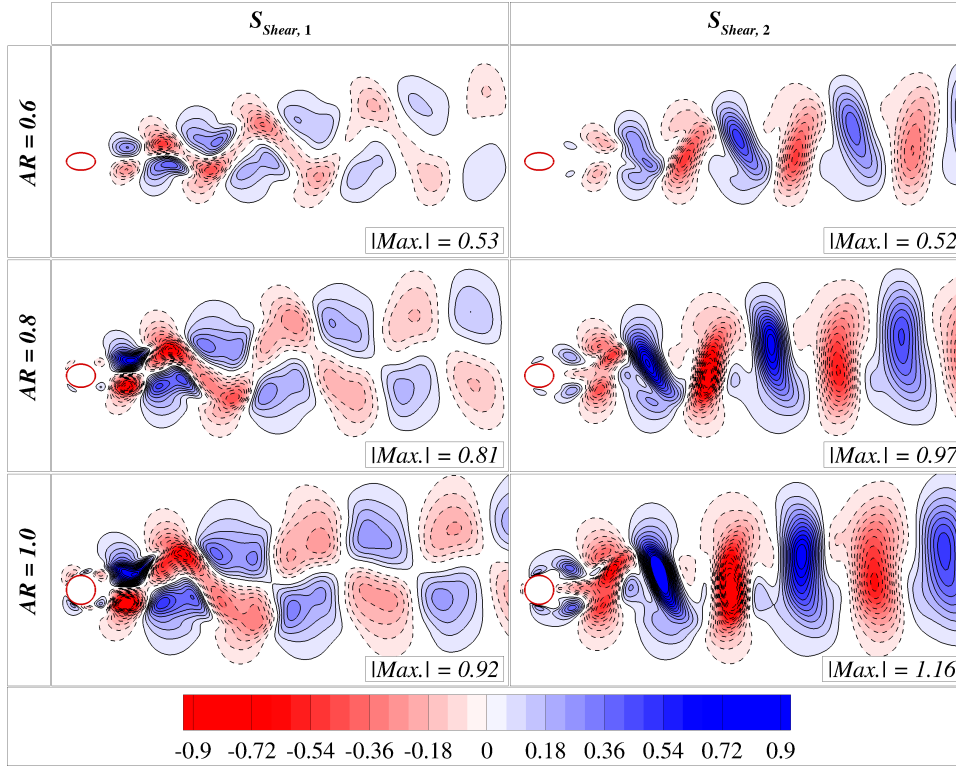 S Shear, 1
S Shear, 2
AR = 0.6
|Max.| = 0.53
|Max.| = 0.52
AR = 0.8
|Max.| = 0.81
|Max.| = 0.97
AR = 1.0
|Max.| = 0.92
|Max.| = 1.16
-0.9 -0.72 -0.54 -0.36 -0.18 0 0.18 0.36 0.54 0.72 0.9